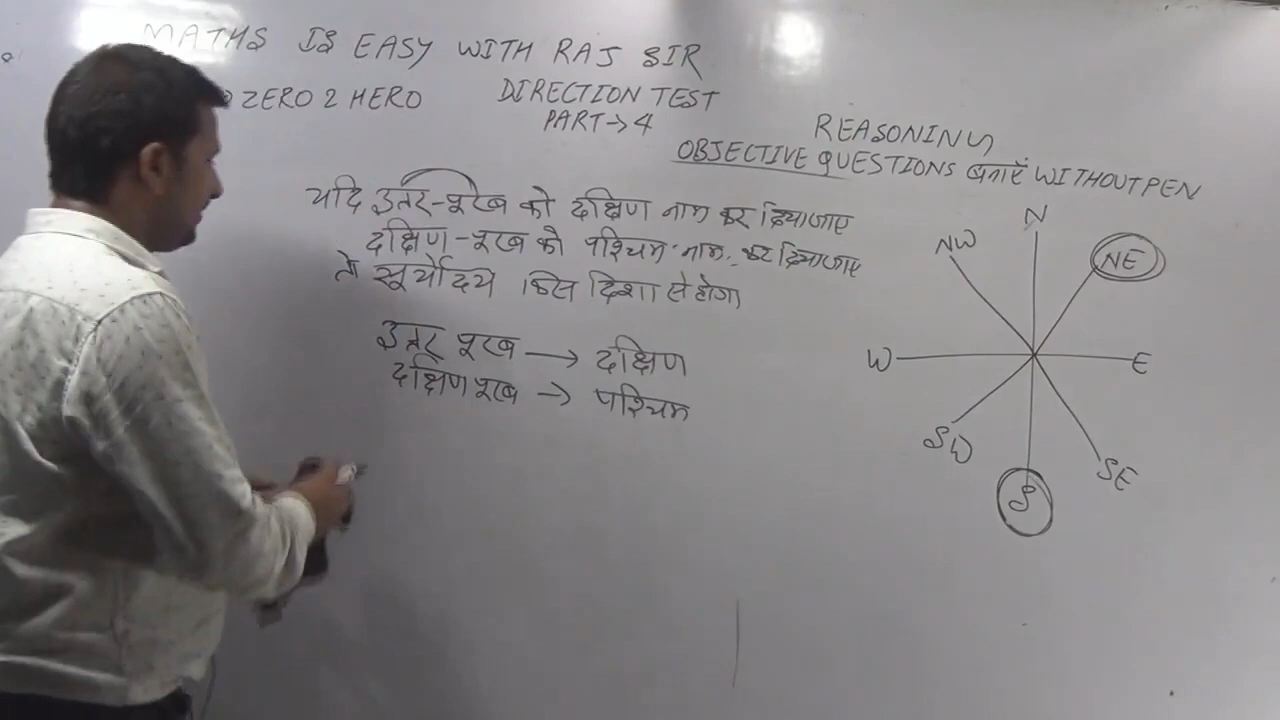 MATHS IS EASY WITH RAJ SIR
ZERO 2 HERO
DIRECTION TEST
PART→4
REASONING
OBJECTIVE QUESTIONS बनाएं WITHOUT PEN
यदि उत्तर-पूरब को दक्षिण नाम कर दिया जाए
दक्षिण-पूरब को पश्चिम नाम कर दिया जाए
तो सूर्योदय किस दिशा से होगा
उत्तर पूरब → दक्षिण
दक्षिण पूरब → पश्चिम
N
NW
NE
W
E
SW
SE
S